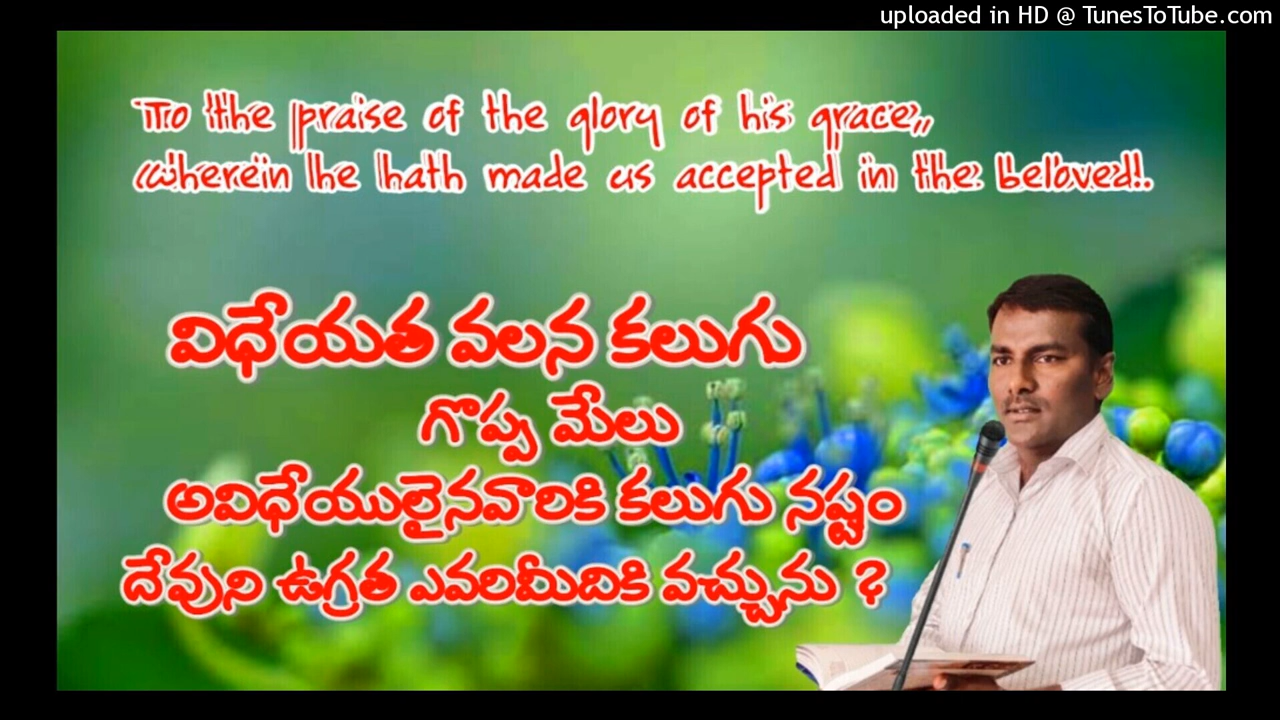 uploaded in HD @ TunesToTube.com
To the praise of the glory of his grace,
wherein he hath made us accepted in the beloved.
విధేయత వలన కలుగు
గొప్ప మేలు
అవిధేయులైనవారికి కలుగు నష్టం
దేవుని ఉగ్రత ఎవరిమీదికి వచ్చును ?